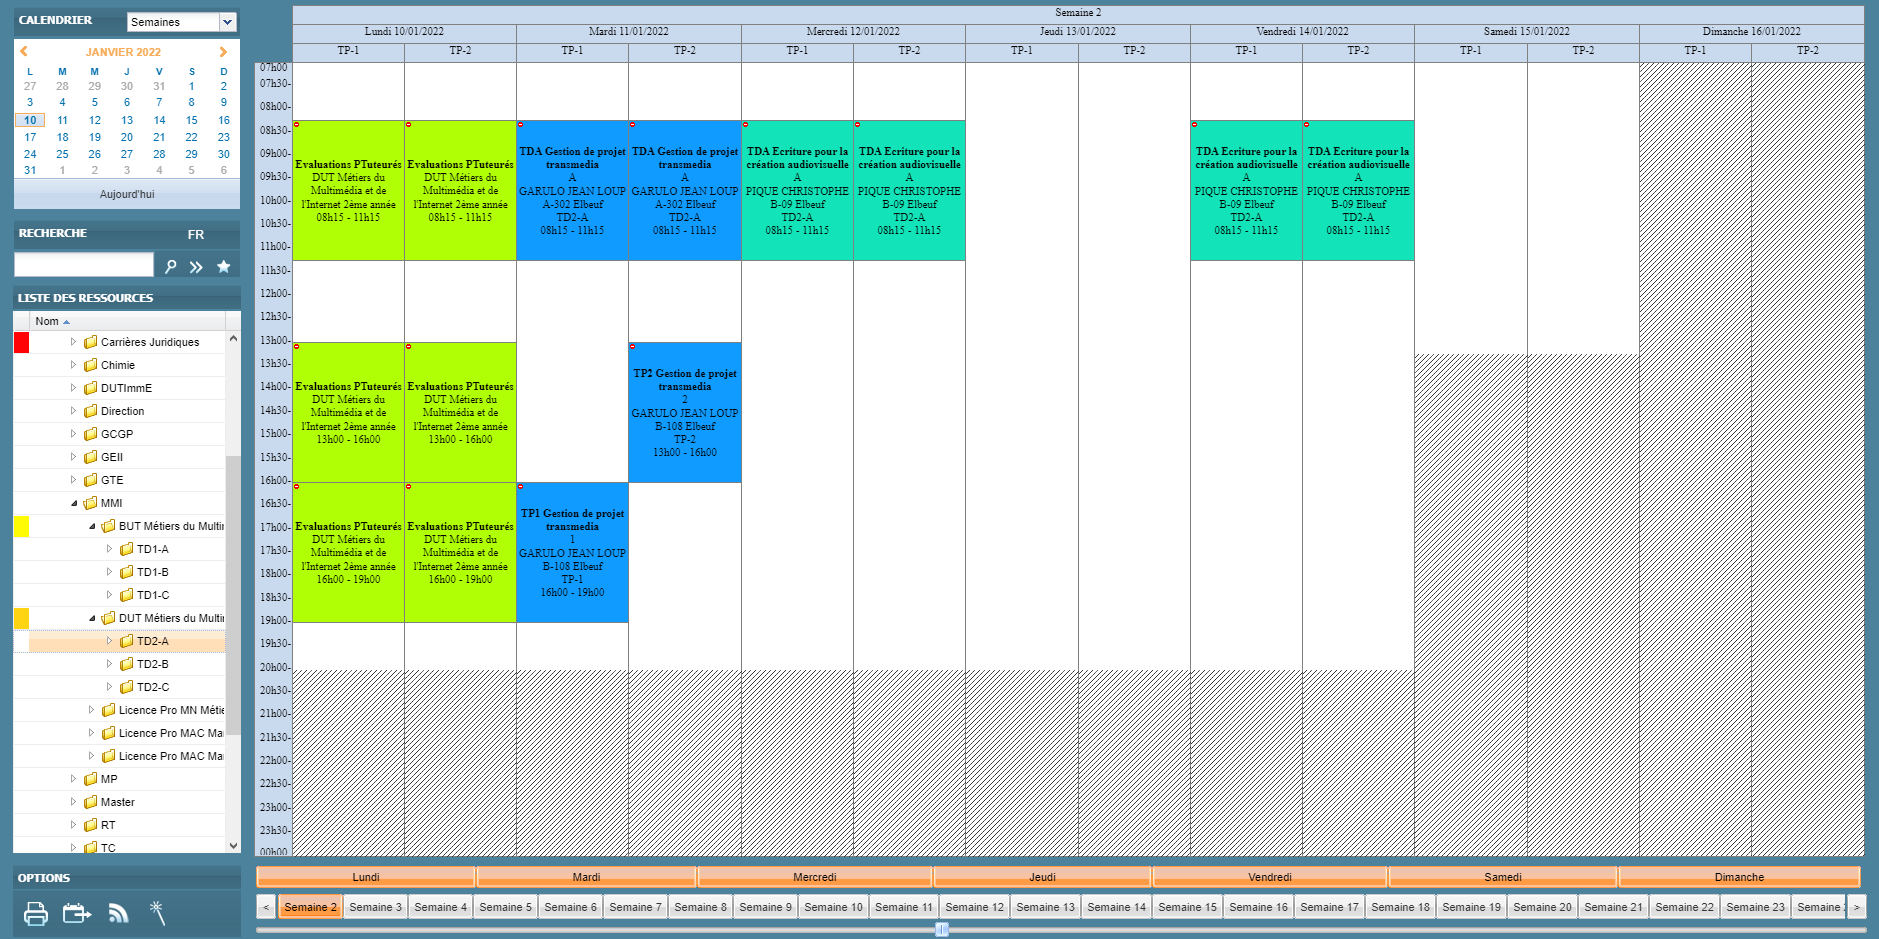 CALENDRIER
Semaines
JANVIER 2022
L M M J V S D
27 28 29 30 31 1 2
3 4 5 6 7 8 9
10 11 12 13 14 15 16
17 18 19 20 21 22 23
24 25 26 27 28 29 30
31 1 2 3 4 5 6
Aujourd'hui
RECHERCHE FR
LISTE DES RESSOURCES
Nom
Carrières Juridiques
Chimie
DUTImmE
Direction
GCGP
GEII
GTE
MMI
BUT Métiers du Multir
TD1-A
TD1-B
TD1-C
DUT Métiers du Multir
TD2-A
TD2-B
TD2-C
Licence Pro MN Métie
Licence Pro MAC Ma
Licence Pro MAC Ma
MP
Master
RT
TC
OPTIONS
Semaine 2
Lundi 10/01/2022 Mardi 11/01/2022 Mercredi 12/01/2022 Jeudi 13/01/2022 Vendredi 14/01/2022 Samedi 15/01/2022 Dimanche 16/01/2022
TP-1 TP-2 TP-1 TP-2 TP-1 TP-2 TP-1 TP-2 TP-1 TP-2 TP-1 TP-2 TP-1 TP-2
07h00
07h30-
08h00-
08h30-
09h00-
09h30-
10h00-
10h30-
11h00-
11h30-
12h00-
12h30-
13h00-
13h30-
14h00-
14h30-
15h00-
15h30-
16h00-
16h30-
17h00-
17h30-
18h00-
18h30-
19h00-
19h30-
20h00-
20h30-
21h00-
21h30-
22h00-
22h30-
23h00-
23h30-
00h00
Evaluations PTuteurés
DUT Métiers du
Multimédia et de
l'Internet 2ème année
08h15 - 11h15
Evaluations PTuteurés
DUT Métiers du
Multimédia et de
l'Internet 2ème année
08h15 - 11h15
TDA Gestion de projet
transmedia
A
GARULO JEAN LOUP
A-302 Elbeuf
TD2-A
08h15 - 11h15
TDA Gestion de projet
transmedia
A
GARULO JEAN LOUP
A-302 Elbeuf
TD2-A
08h15 - 11h15
TDA Ecriture pour la
création audiovisuelle
A
PIQUE CHRISTOPHE
B-09 Elbeuf
TD2-A
08h15 - 11h15
TDA Ecriture pour la
création audiovisuelle
A
PIQUE CHRISTOPHE
B-09 Elbeuf
TD2-A
08h15 - 11h15
TDA Ecriture pour la
création audiovisuelle
A
PIQUE CHRISTOPHE
B-09 Elbeuf
TD2-A
08h15 - 11h15
TDA Ecriture pour la
création audiovisuelle
A
PIQUE CHRISTOPHE
B-09 Elbeuf
TD2-A
08h15 - 11h15
Evaluations PTuteurés
DUT Métiers du
Multimédia et de
l'Internet 2ème année
13h00 - 16h00
Evaluations PTuteurés
DUT Métiers du
Multimédia et de
l'Internet 2ème année
13h00 - 16h00
TP2 Gestion de projet
transmedia
2
GARULO JEAN LOUP
B-108 Elbeuf
TP-2
13h00 - 16h00
Evaluations PTuteurés
DUT Métiers du
Multimédia et de
l'Internet 2ème année
16h00 - 19h00
Evaluations PTuteurés
DUT Métiers du
Multimédia et de
l'Internet 2ème année
16h00 - 19h00
TP1 Gestion de projet
transmedia
1
GARULO JEAN LOUP
B-108 Elbeuf
TP-1
16h00 - 19h00
Lundi Mardi Mercredi Jeudi Vendredi Samedi Dimanche
< Semaine 2 Semaine 3 Semaine 4 Semaine 5 Semaine 6 Semaine 7 Semaine 8 Semaine 9 Semaine 10 Semaine 11 Semaine 12 Semaine 13 Semaine 14 Semaine 15 Semaine 16 Semaine 17 Semaine 18 Semaine 19 Semaine 20 Semaine 21 Semaine 22 Semaine 23 Semaine >